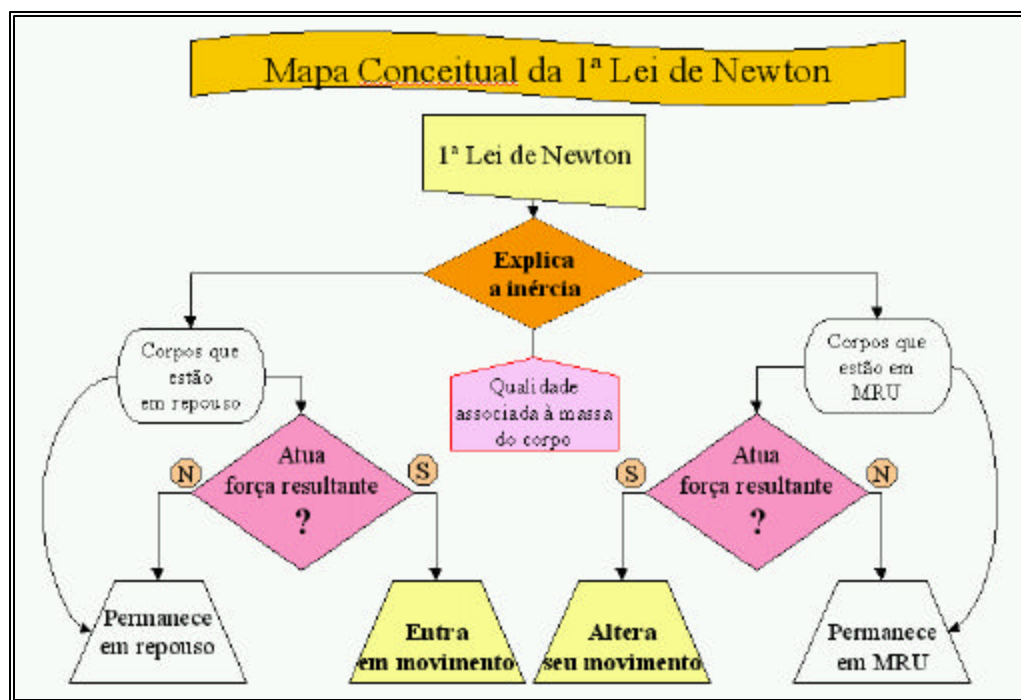 Mapa Conceitual da 1ª Lei de Newton
1ª Lei de Newton
Explica
a inércia
Corpos que
estão
em repouso
Qualidade
associada à massa
do corpo
Corpos que
estão em
MRU
Atua
força resultante
?
N
S
Atua
força resultante
?
S
N
Permanece
em repouso
Entra
em movimento
Altera
seu movimento
Permanece
em MRU